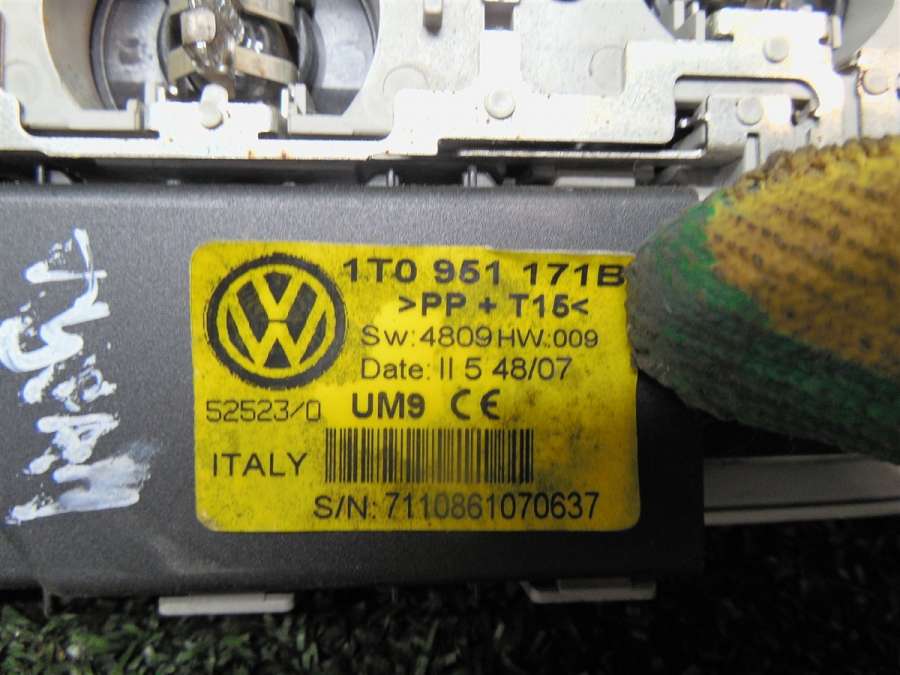 1T0 951 171B
>PP + T15<
Sw:4809 HW:009
Date: II 5 48/07
52523/0 UM9 CE
ITALY
S/N: 7110861070637